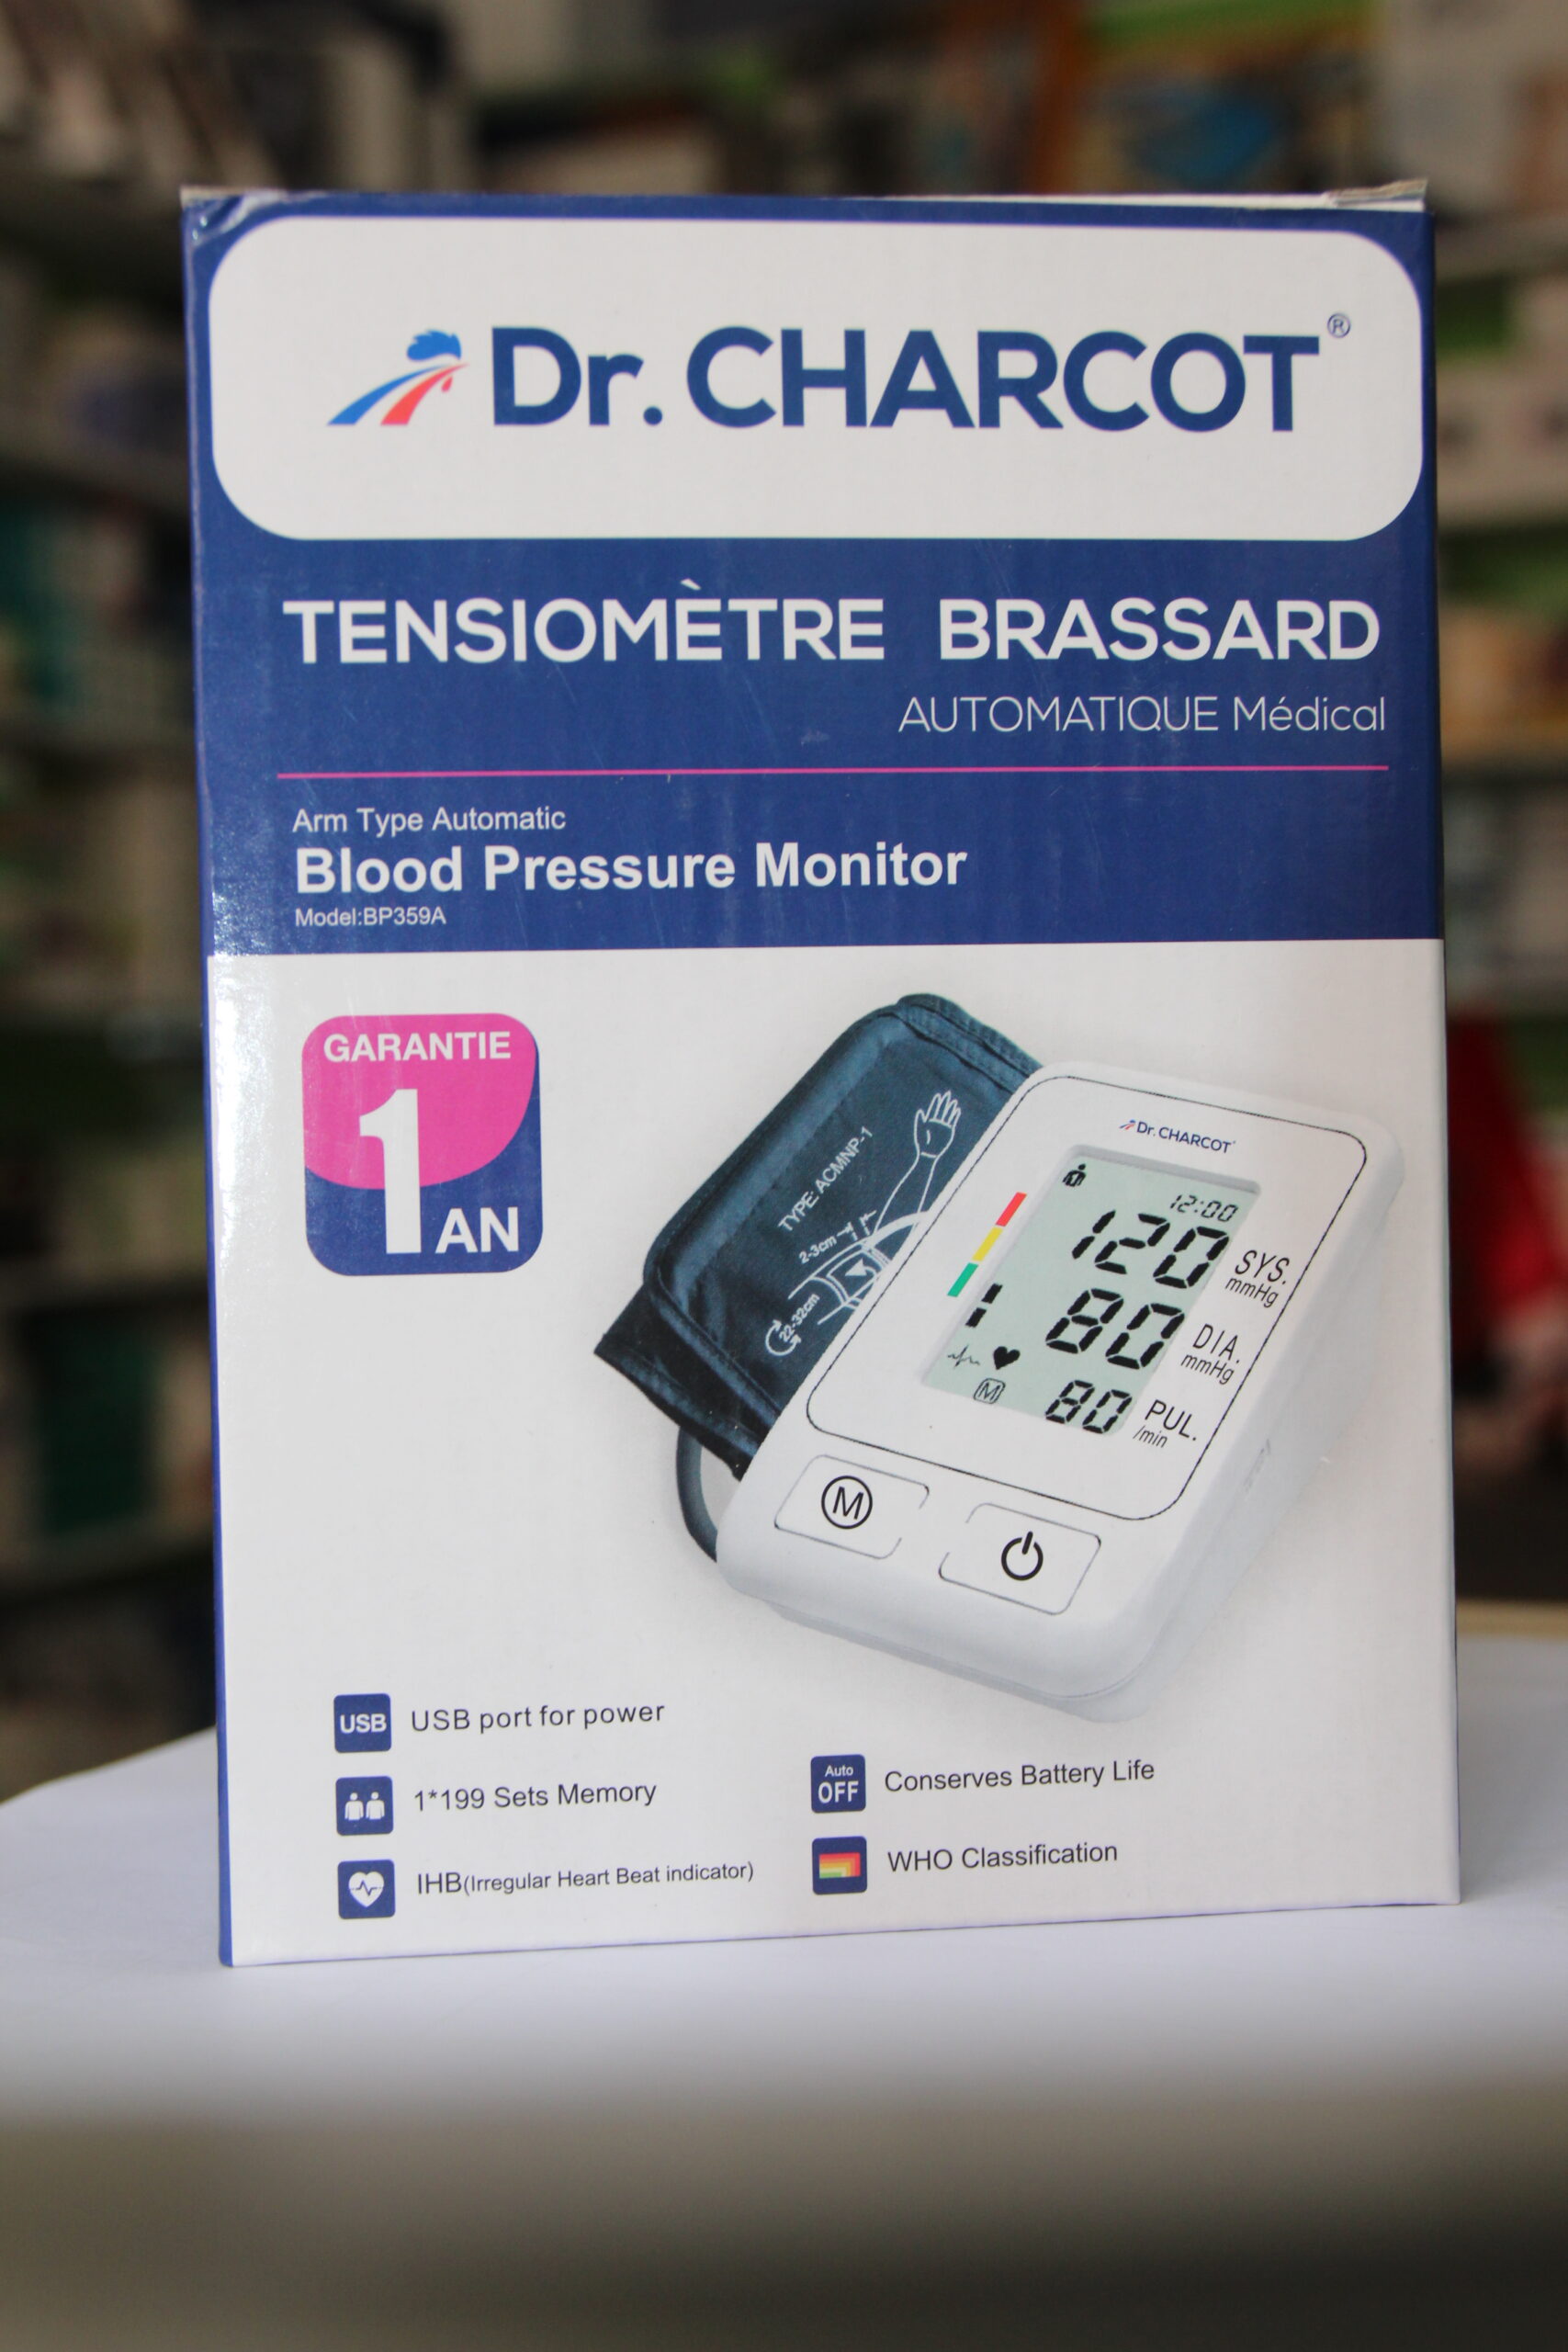 Dr. CHARCOT®
TENSIOMÈTRE BRASSARD
AUTOMATIQUE Médical
Arm Type Automatic
Blood Pressure Monitor
Model:BP359A
GARANTIE
1 AN
TYPE: ACMNP-1
2-3cm
22-32cm
Dr. CHARCOT
12:00
120 SYS.
mmHg
1
80 DIA.
mmHg
M
80 PUL.
/min
M
USB USB port for power
1*199 Sets Memory
IHB(Irregular Heart Beat indicator)
Auto
OFF Conserves Battery Life
WHO Classification